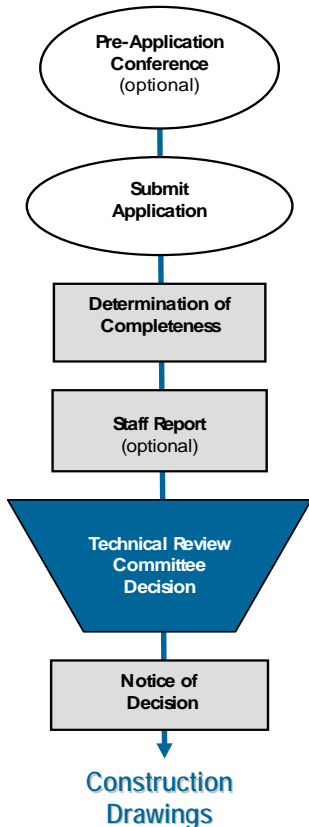 Pre-Application
Conference
(optional)
Submit
Application
Determination of
Completeness
Staff Report
(optional)
Technical Review
Committee
Decision
Notice of
Decision
Construction
Drawings